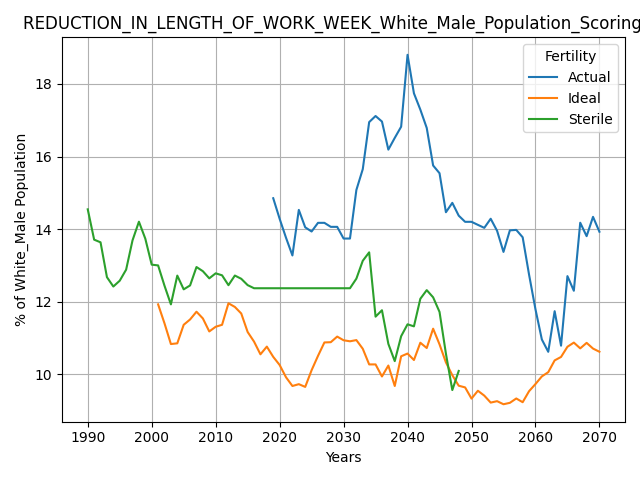 REDUCTION_IN_LENGTH_OF_WORK_WEEK_White_Male_Population_Scoring
% of White_Male Population
18
16
14
12
10
Fertility
Actual
Ideal
Sterile
1990 2000 2010 2020 2030 2040 2050 2060 2070
Years